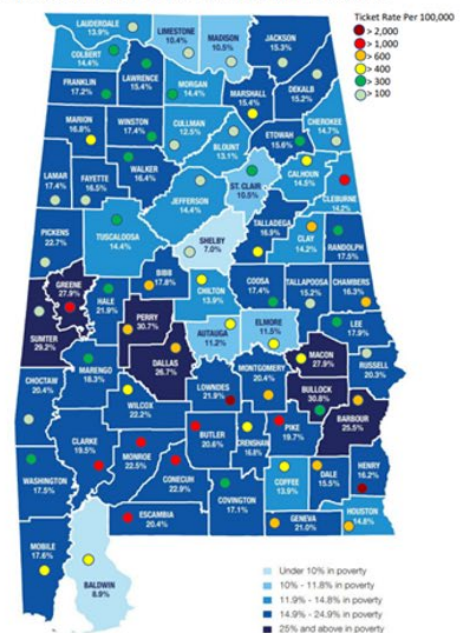 Ticket Rate Per 100,000
> 2,000
> 1,000
> 600
> 400
> 300
> 100
LAUDERDALE
13.9%
LIMESTONE
10.4%
MADISON
10.5%
JACKSON
15.3%
COLBERT
14.4%
FRANKLIN
17.2%
LAWRENCE
15.4%
MORGAN
14.4%
MARSHALL
15.4%
DEKALB
15.2%
MARION
16.8%
WINSTON
17.4%
CULLMAN
12.5%
BLOUNT
13.1%
ETOWAH
15.6%
CHEROKEE
14.7%
LAMAR
17.4%
FAYETTE
16.5%
WALKER
16.4%
JEFFERSON
14.4%
ST. CLAIR
10.5%
CALHOUN
14.5%
CLEBURNE
14.2%
PICKENS
22.7%
TUSCALOOSA
14.4%
SHELBY
7.0%
TALLADEGA
16.9%
CLAY
14.2%
RANDOLPH
17.5%
GREENE
27.9%
HALE
21.9%
BIBB
17.8%
CHILTON
13.9%
COOSA
17.4%
TALLAPOOSA
15.2%
CHAMBERS
16.3%
SUMTER
29.2%
PERRY
30.7%
AUTAUGA
11.2%
ELMORE
11.5%
LEE
17.9%
MACON
27.9%
RUSSELL
20.3%
CHOCTAW
20.4%
MARENGO
18.3%
DALLAS
26.7%
LOWNDES
21.9%
MONTGOMERY
20.4%
BULLOCK
30.8%
BARBOUR
25.5%
WILCOX
22.2%
CLARKE
19.5%
MONROE
22.5%
BUTLER
20.6%
CRENSHAW
16.8%
PIKE
19.7%
WASHINGTON
17.5%
CONECUH
22.9%
COVINGTON
17.1%
COFFEE
13.9%
DALE
15.5%
HENRY
16.2%
ESCAMBIA
20.4%
GENEVA
21.0%
HOUSTON
14.8%
MOBILE
17.6%
BALDWIN
8.9%
Under 10% in poverty
10% - 11.8% in poverty
11.9% - 14.8% in poverty
14.9% - 24.9% in poverty
25% and above in poverty